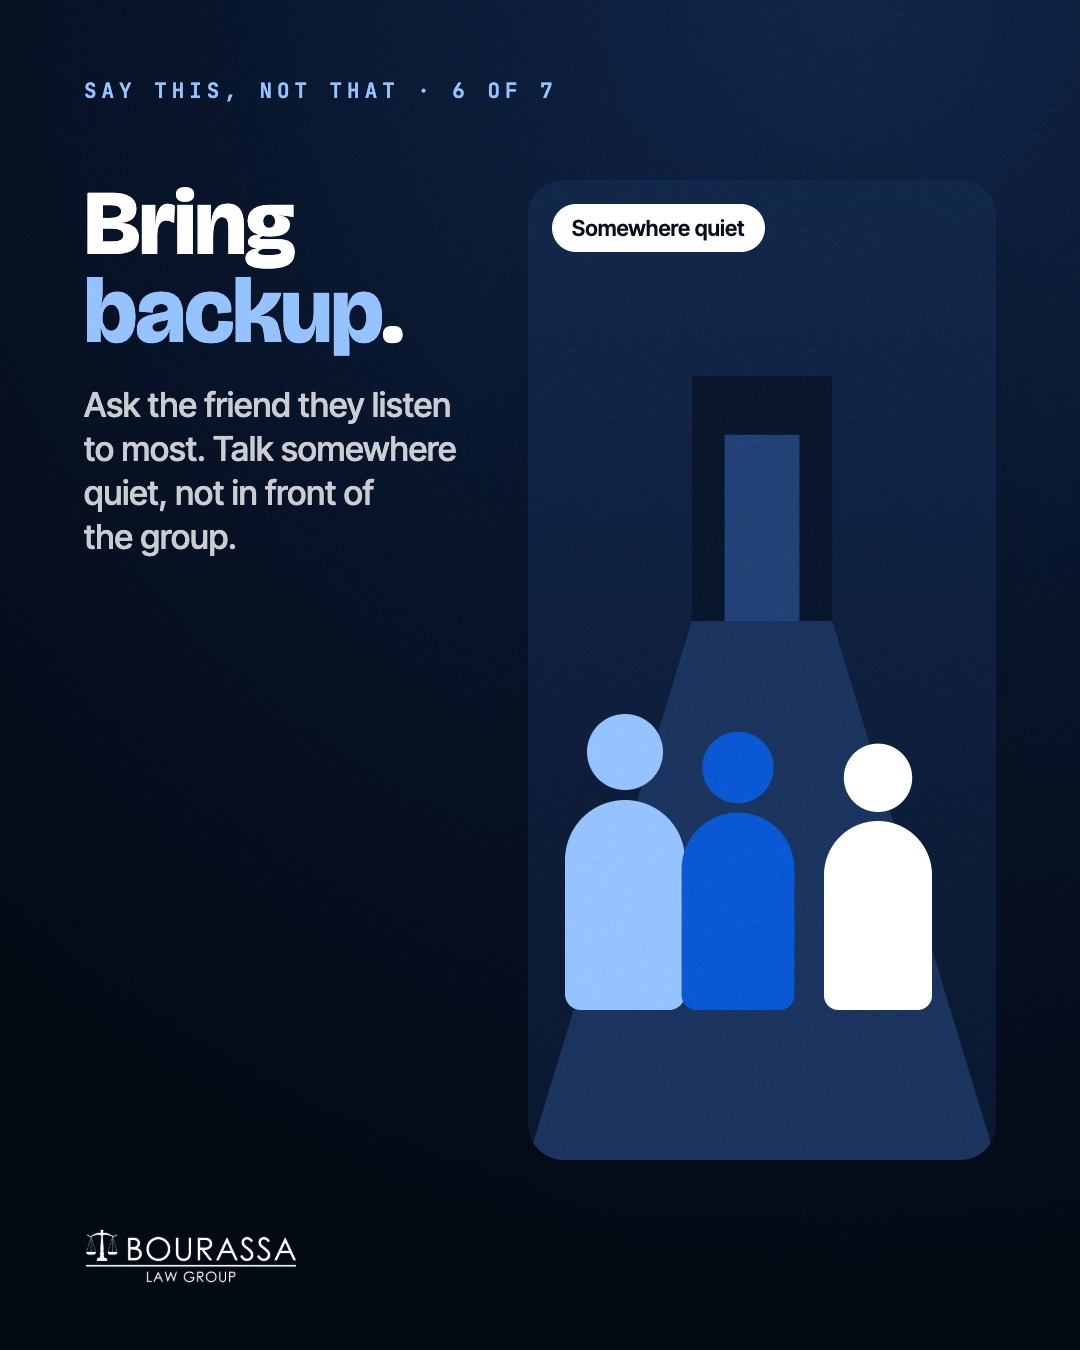 SAY THIS, NOT THAT · 6 OF 7
Bring
backup.
Ask the friend they listen
to most. Talk somewhere
quiet, not in front of
the group.
Somewhere quiet
BOURASSA
LAW GROUP